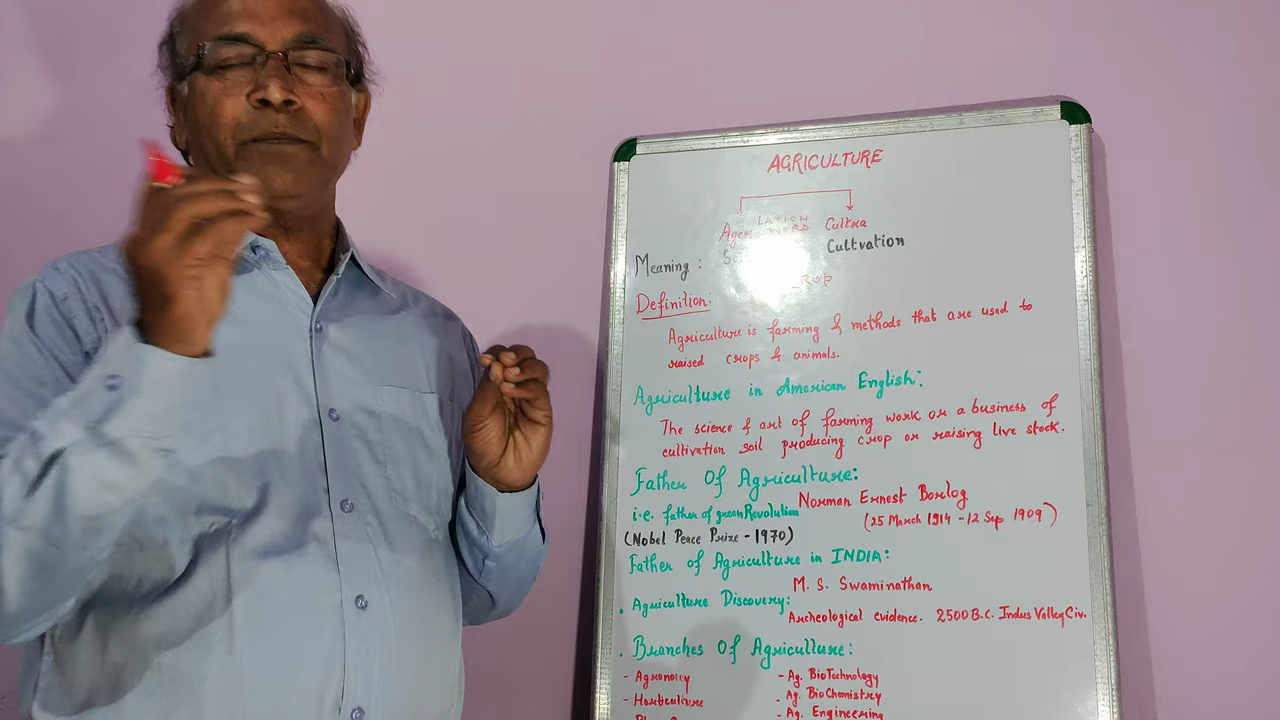 AGRICULTURE
LATION
WORD Cultra
Meaning : Cultvation
Definition:
Agriculture is farming & methods that are used to
raised crops & animals.
Agriculture in American English:
The science & art of farming work or a business of
cultivation soil producing crop or raising live stock.
Father Of Agriculture:
i.e. father of green Revolution Norman Ernest Borlog
(25 March 1914 - 12 Sep 1909)
(Nobel Peace Prize - 1970)
Father of Agriculture in INDIA:
M. S. Swaminathan
. Agriculture Discovery:
Archeological evidence. 2500 B.C. Indus Valley Civ.
. Branches Of Agriculture:
- Agronomy - Ag. BioTechnology
- Horticulture - Ag. BioChemistry
- Ag. Engineering